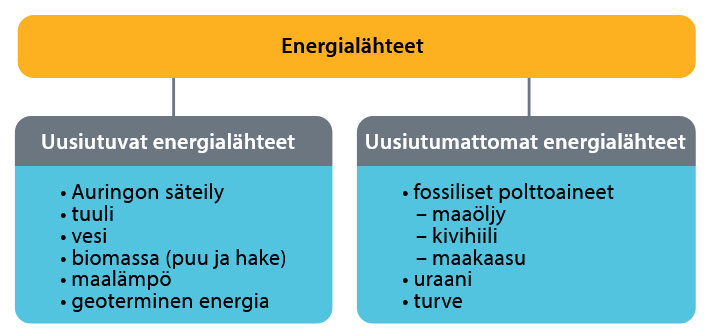 Energialähteet
Uusiutuvat energialähteet
• Auringon säteily
• tuuli
• vesi
• biomassa (puu ja hake)
• maalämpö
• geoterminen energia
Uusiutumattomat energialähteet
• fossiliset polttoaineet
– maaöljy
– kivihiili
– maakaasu
• uraani
• turve